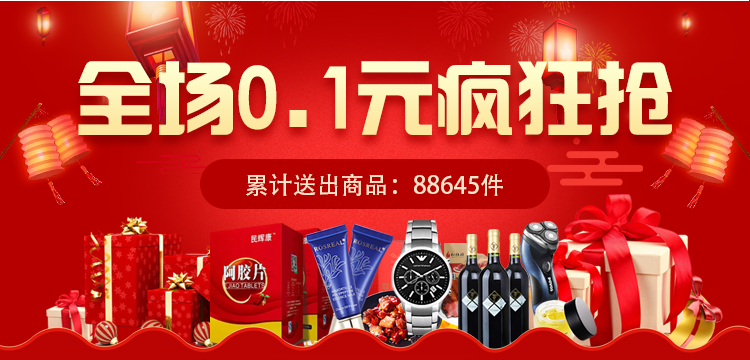 全场0.1元疯狂抢
累计送出商品：88645件
民辉康
阿胶片
EJIAO TABLETS
ROSREAL
ROSREAL